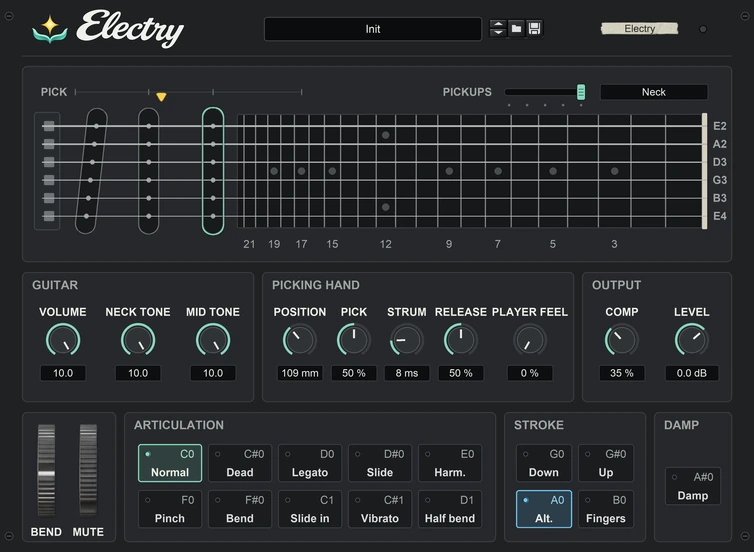 Electry
Init
Electry
PICK
PICKUPS
Neck
E2
A2
D3
G3
B3
E4
21 19 17 15 12 9 7 5 3
GUITAR
VOLUME NECK TONE MID TONE
10.0 10.0 10.0
PICKING HAND
POSITION PICK STRUM RELEASE PLAYER FEEL
109 mm 50 % 8 ms 50 % 0 %
OUTPUT
COMP LEVEL
35 % 0.0 dB
BEND MUTE
ARTICULATION
C0 C#0 D0 D#0 E0
Normal Dead Legato Slide Harm.
F0 F#0 C1 C#1 D1
Pinch Bend Slide in Vibrato Half bend
STROKE
G0 G#0
Down Up
A0 B0
Alt. Fingers
DAMP
A#0
Damp